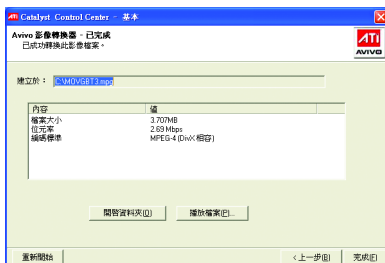 ATI Catalyst Control Center - 基本
Avivo 影像轉換器 - 已完成
已成功轉換此影像檔案。
ATI
AVIVO
建立於： C:\MOVGBT3.mpg
內容 值
檔案大小 3.707MB
位元率 2.69 Mbps
編碼標準 MPEG-4 (DivX 相容)
開啓資料夾(O) 播放檔案(P)...
重新開始 < 上一步(B) 完成(F)